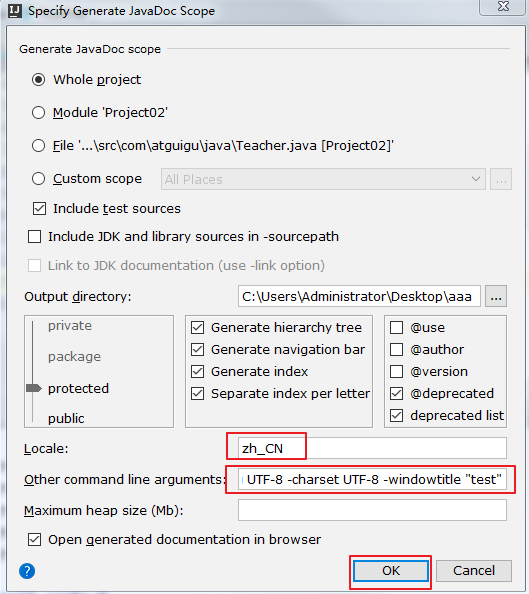 Specify Generate JavaDoc Scope
Generate JavaDoc scope
Whole project
Module 'Project02'
File '...\src\com\atguigu\java\Teacher.java [Project02]'
Custom scope All Places ...
Include test sources
Include JDK and library sources in -sourcepath
Link to JDK documentation (use -link option)
Output directory: C:\Users\Administrator\Desktop\aaa ...
private
package
protected
public
Generate hierarchy tree
Generate navigation bar
Generate index
Separate index per letter
@use
@author
@version
@deprecated
deprecated list
Locale: zh_CN
Other command line arguments: UTF-8 -charset UTF-8 -windowtitle "test"
Maximum heap size (Mb):
Open generated documentation in browser
? OK Cancel